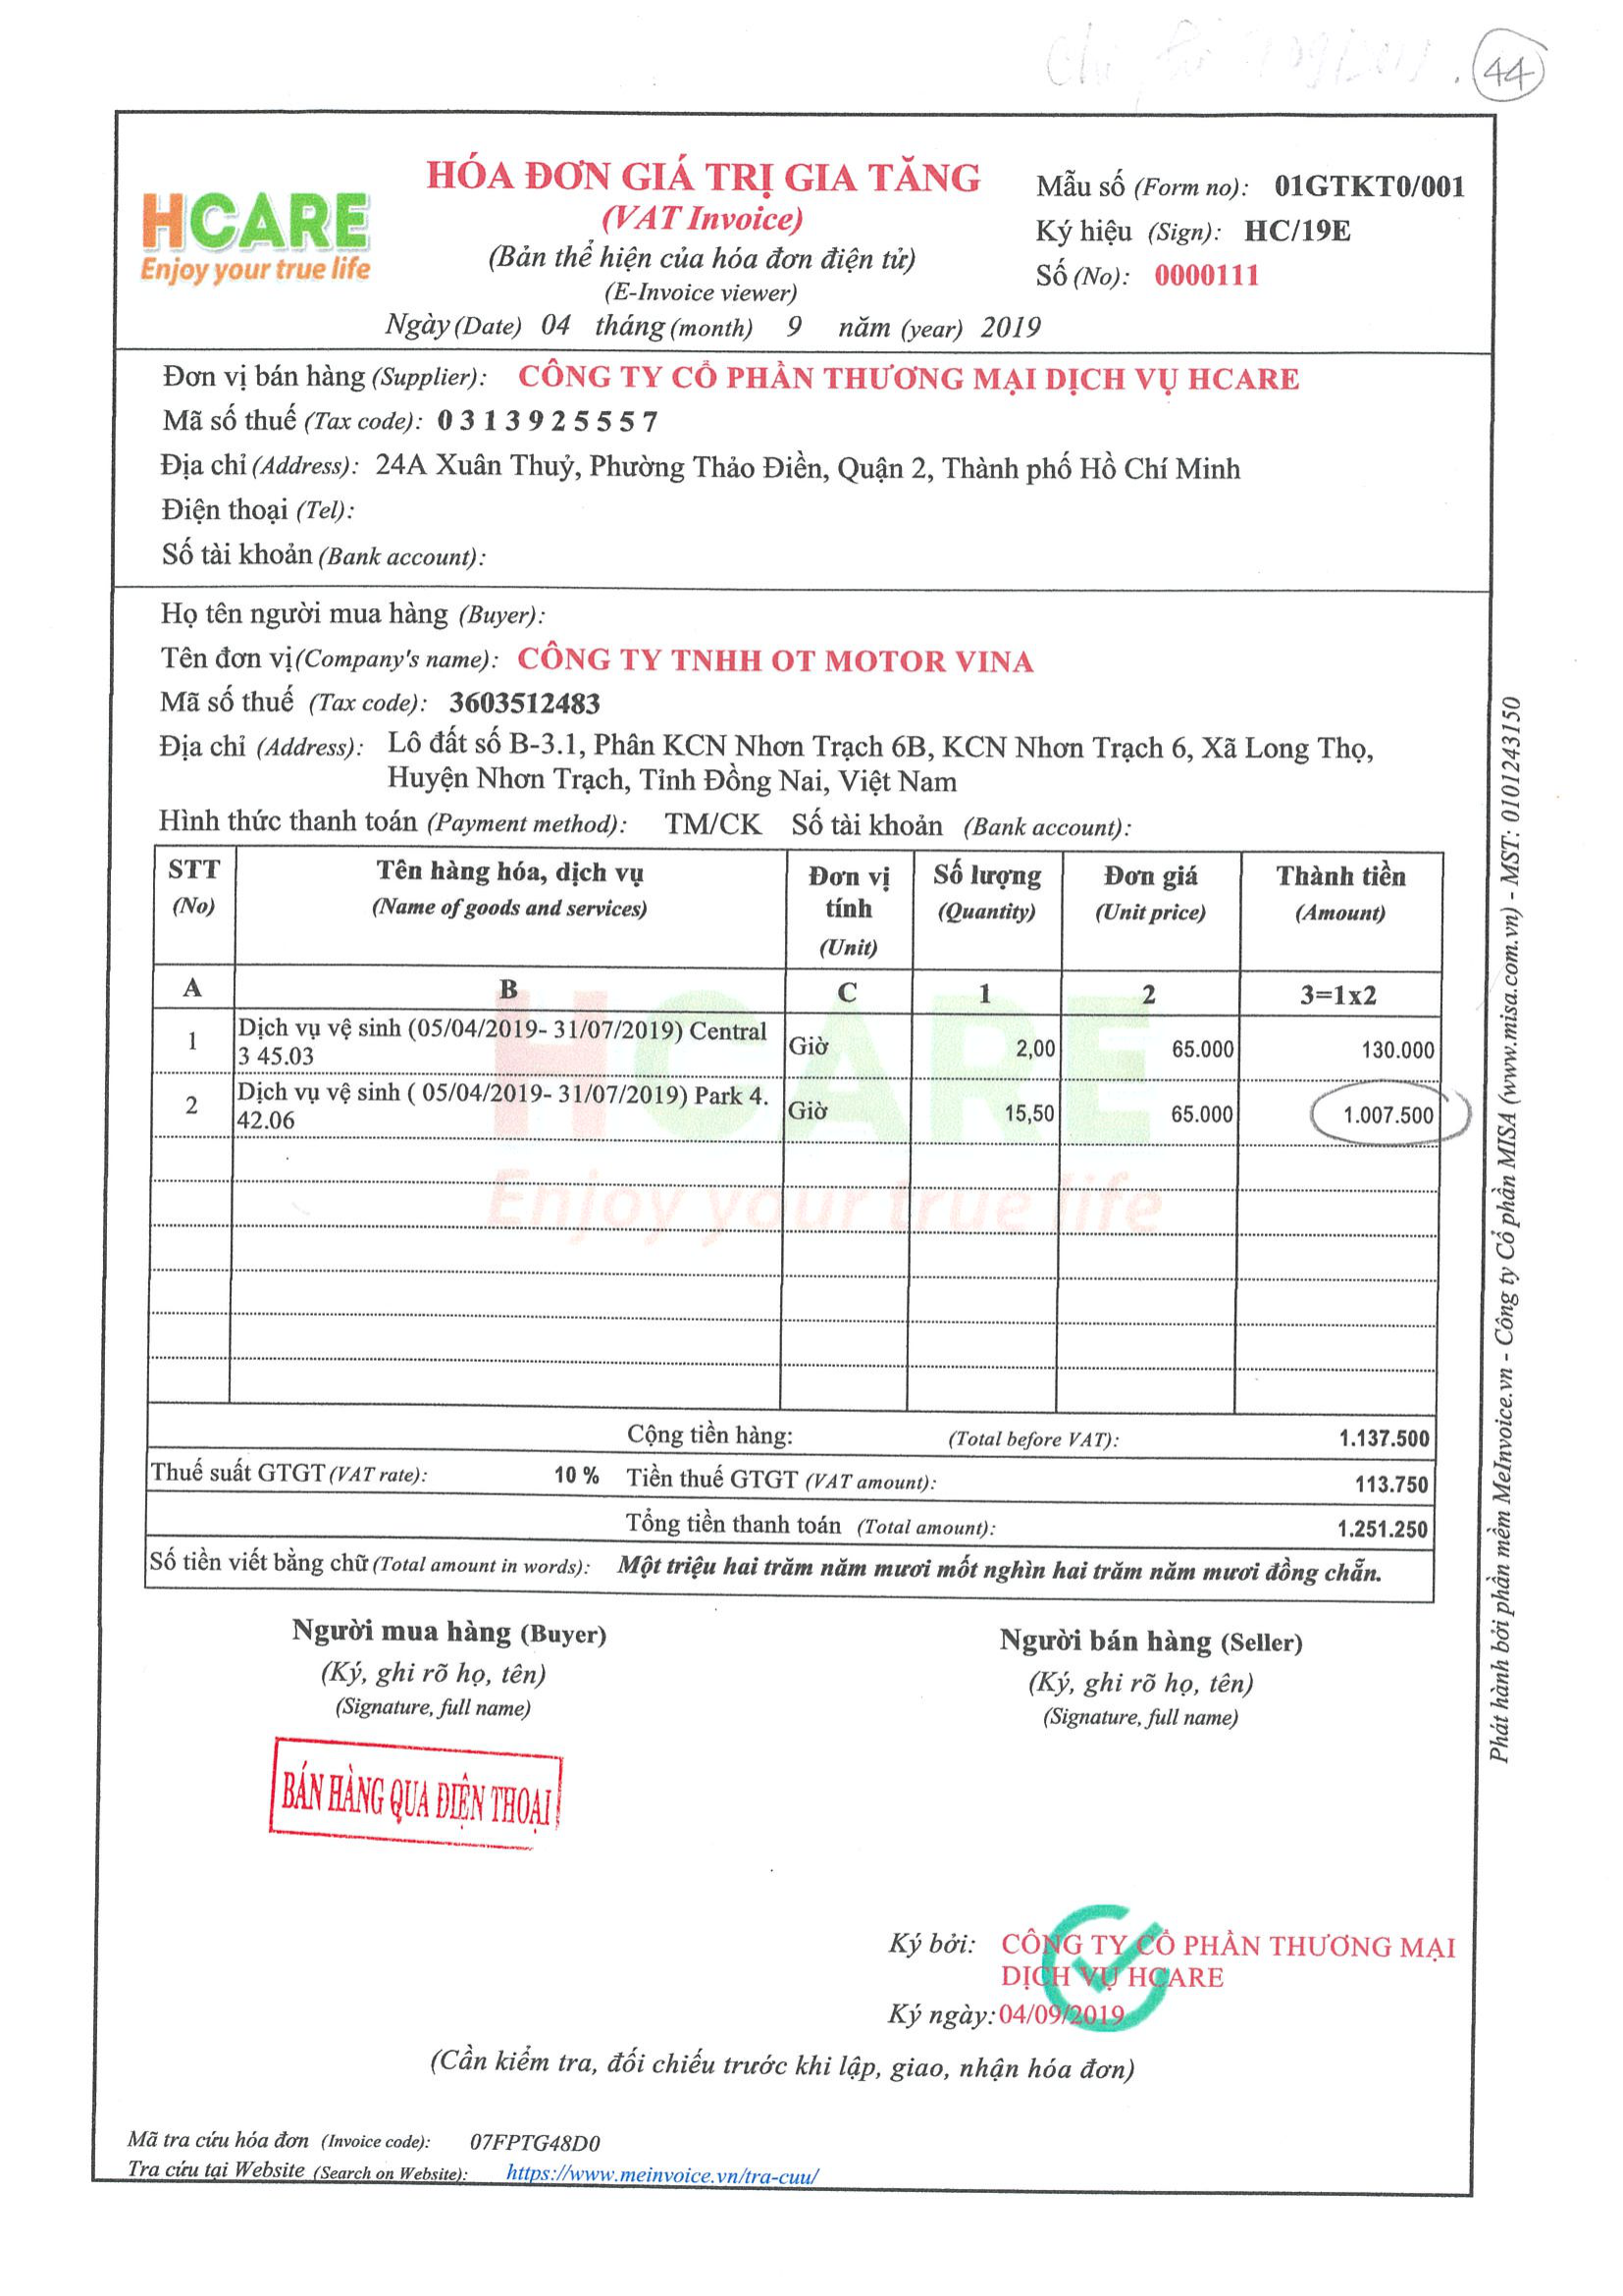 44
HCARE
Enjoy your true life
HÓA ĐƠN GIÁ TRỊ GIA TĂNG
(VAT Invoice)
(Bản thể hiện của hóa đơn điện tử)
(E-Invoice viewer)
Ngày (Date) 04 tháng (month) 9 năm (year) 2019
Mẫu số (Form no): 01GTKT0/001
Ký hiệu (Sign): HC/19E
Số (No): 0000111
Đơn vị bán hàng (Supplier): CÔNG TY CỔ PHẦN THƯƠNG MẠI DỊCH VỤ HCARE
Mã số thuế (Tax code): 0 3 1 3 9 2 5 5 5 7
Địa chỉ (Address): 24A Xuân Thuỷ, Phường Thảo Điền, Quận 2, Thành phố Hồ Chí Minh
Điện thoại (Tel):
Số tài khoản (Bank account):
Họ tên người mua hàng (Buyer):
Tên đơn vị (Company's name): CÔNG TY TNHH OT MOTOR VINA
Mã số thuế (Tax code): 3603512483
Địa chỉ (Address): Lô đất số B-3.1, Phân KCN Nhơn Trạch 6B, KCN Nhơn Trạch 6, Xã Long Thọ,
Huyện Nhơn Trạch, Tỉnh Đồng Nai, Việt Nam
Hình thức thanh toán (Payment method): TM/CK Số tài khoản (Bank account):
STT (No) Tên hàng hóa, dịch vụ (Name of goods and services) Đơn vị tính (Unit) Số lượng (Quantity) Đơn giá (Unit price) Thành tiền (Amount)
A B C 1 2 3=1x2
1 Dịch vụ vệ sinh (05/04/2019- 31/07/2019) Central 3 45.03 Giờ 2,00 65.000 130.000
2 Dịch vụ vệ sinh ( 05/04/2019- 31/07/2019) Park 4. 42.06 Giờ 15,50 65.000 1.007.500
HCARE
Enjoy your true life
Cộng tiền hàng: (Total before VAT): 1.137.500
Thuế suất GTGT (VAT rate): 10 % Tiền thuế GTGT (VAT amount): 113.750
Tổng tiền thanh toán (Total amount): 1.251.250
Số tiền viết bằng chữ (Total amount in words): Một triệu hai trăm năm mươi mốt nghìn hai trăm năm mươi đồng chẵn.
Người mua hàng (Buyer)
(Ký, ghi rõ họ, tên)
(Signature, full name)
BÁN HÀNG QUA ĐIỆN THOẠI
Người bán hàng (Seller)
(Ký, ghi rõ họ, tên)
(Signature, full name)
Ký bởi: CÔNG TY CỔ PHẦN THƯƠNG MẠI
DỊCH VỤ HCARE
Ký ngày: 04/09/2019
(Cần kiểm tra, đối chiếu trước khi lập, giao, nhận hóa đơn)
Mã tra cứu hóa đơn (Invoice code): 07FPTG48D0
Tra cứu tại Website (Search on Website): https://www.meinvoice.vn/tra-cuu/
Phát hành bởi phần mềm MeInvoice.vn - Công ty Cổ phần MISA (www.misa.com.vn) - MST: 0101243150